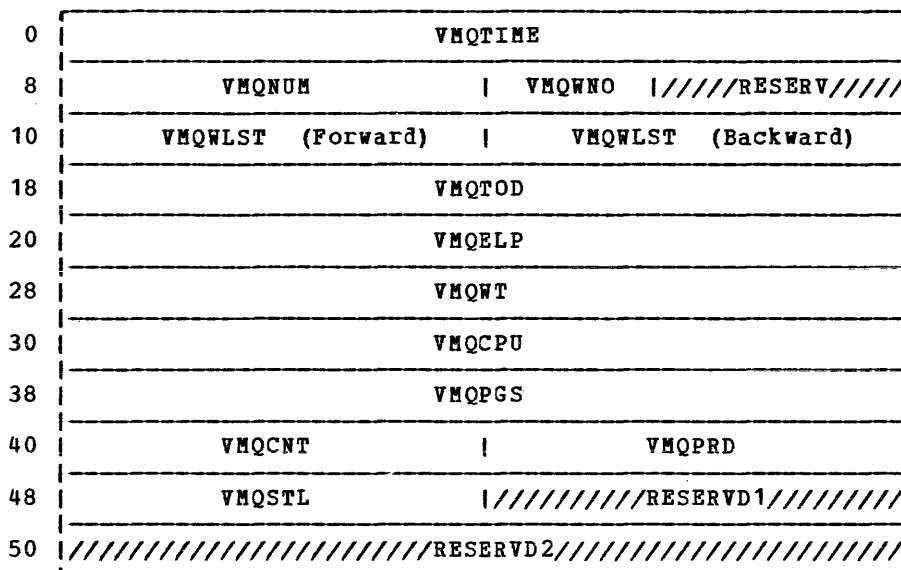 0 | VMQTIME
8 | VMQNUM | VMQWNO |/////RESERV/////
10 | VMQWLST (Forward) | VMQWLST (Backward)
18 | VMQTOD
20 | VMQELP
28 | VMQWT
30 | VMQCPU
38 | VMQPGS
40 | VMQCNT | VMQPRD
48 | VMQSTL |//////////RESERVD1/////////
50 |///////////////////////RESERVD2//////////////////////